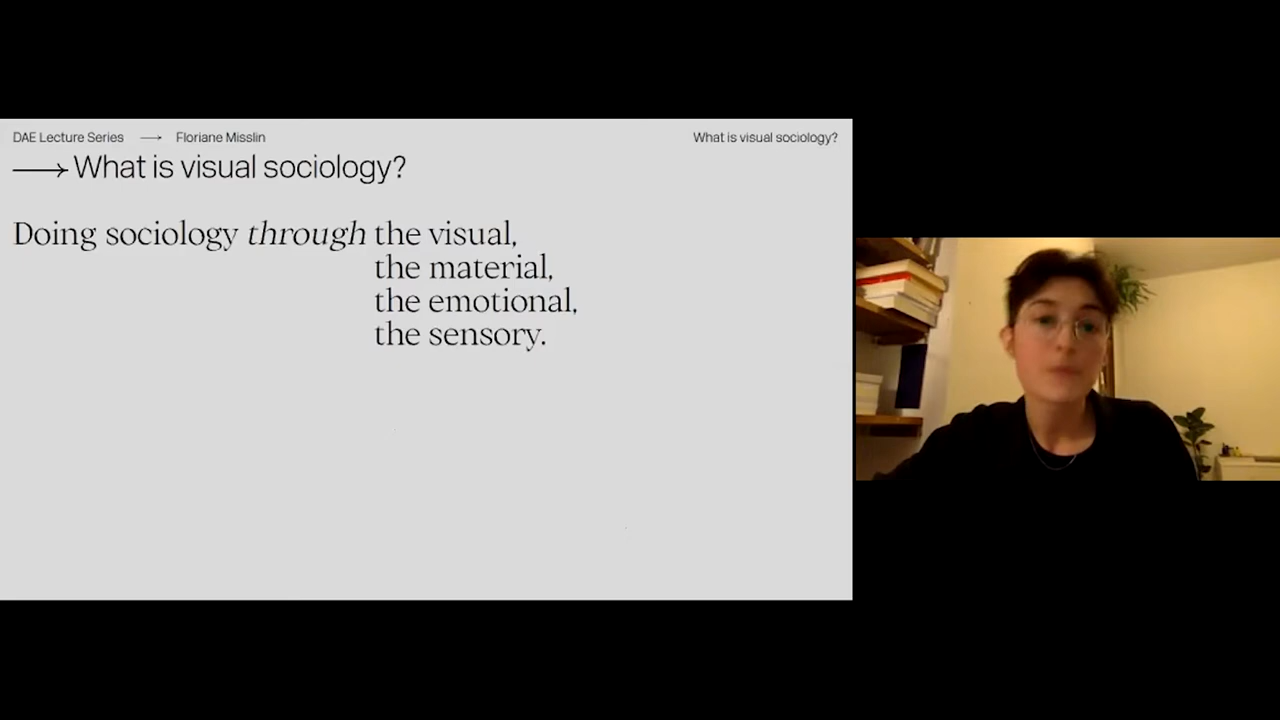 DAE Lecture Series → Floriane Misslin
What is visual sociology?
→ What is visual sociology?
Doing sociology through the visual,
the material,
the emotional,
the sensory.